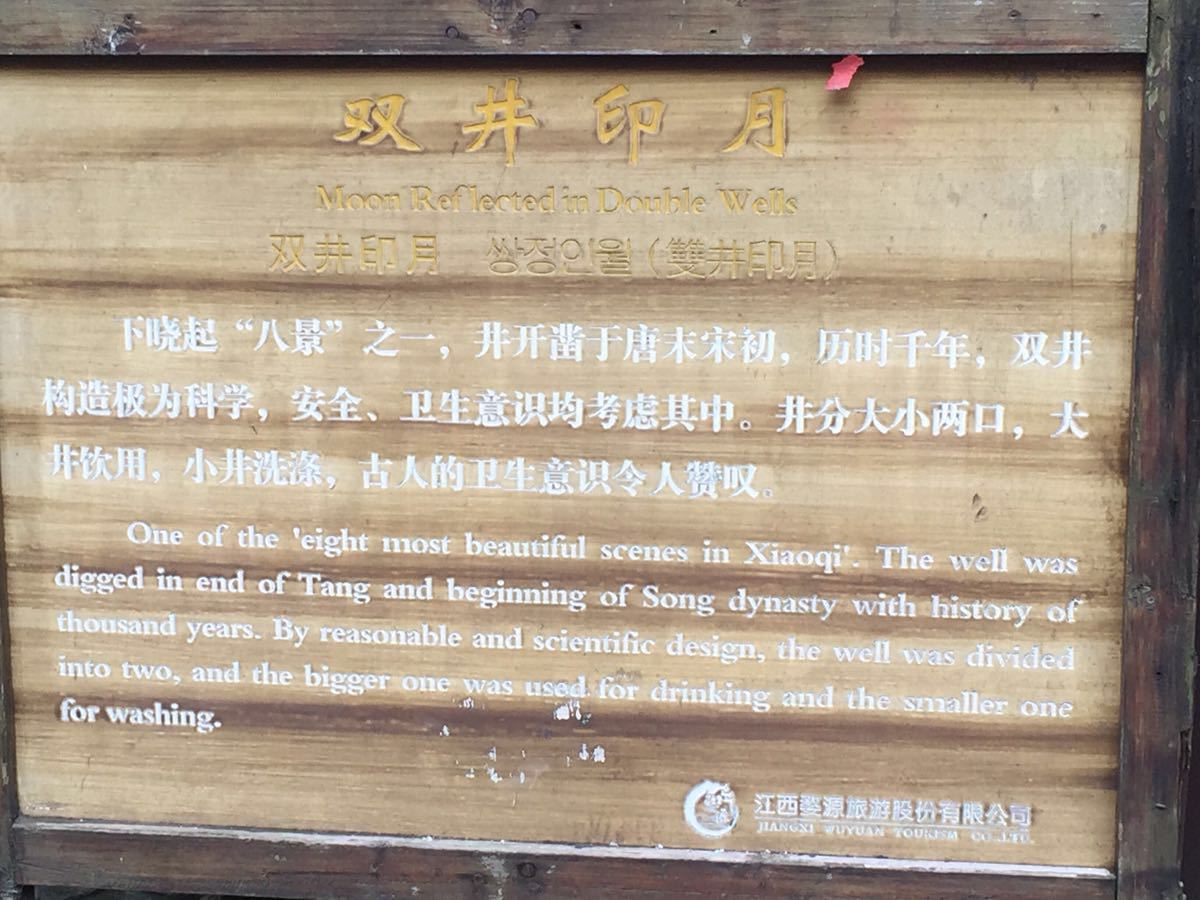 双井印月
Moon Reflected in Double Wells
双井印月 쌍정인월(雙井印月)
下晓起“八景”之一，井开凿于唐末宋初，历时千年，双井
构造极为科学，安全、卫生意识均考虑其中。井分大小两口，大
井饮用，小井洗涤，古人的卫生意识令人赞叹。
One of the 'eight most beautiful scenes in Xiaoqi'. The well was
digged in end of Tang and beginning of Song dynasty with history of
thousand years. By reasonable and scientific design, the well was divided
into two, and the bigger one was used for drinking and the smaller one
for washing.
江西婺源旅游股份有限公司
JIANGXI WUYUAN TOURISM CO.,LTD.